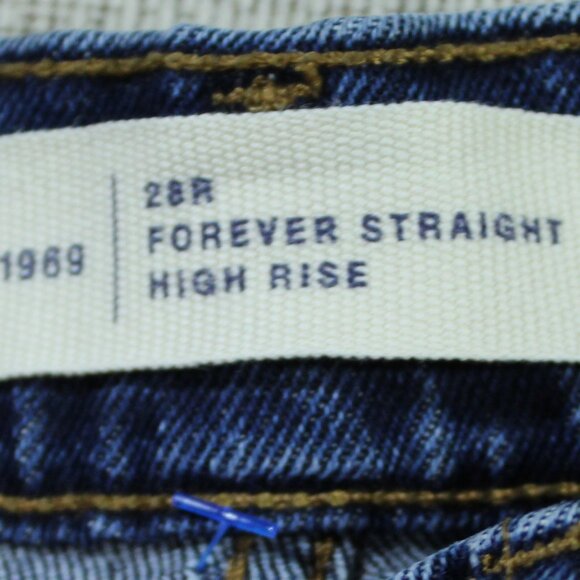 1969
28R
FOREVER STRAIGHT
HIGH RISE